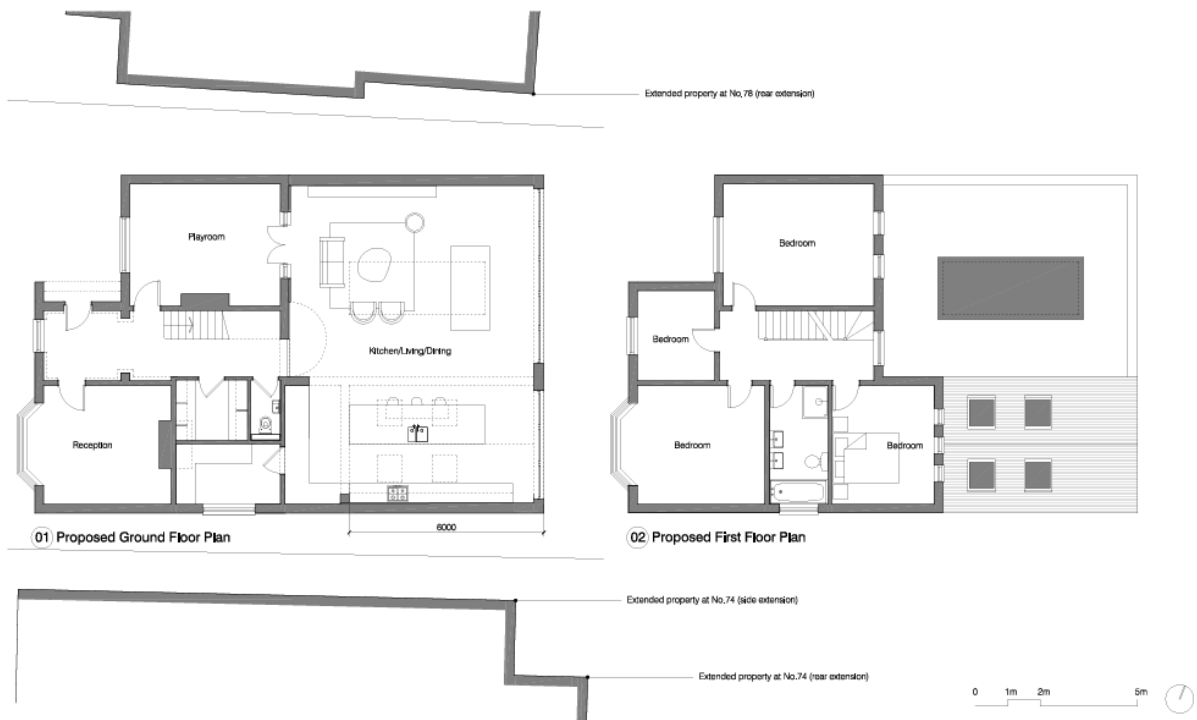 Extended property at No.78 (rear extension)
Playroom
Kitchen/Living/Dining
Reception
6000
01 Proposed Ground Floor Plan
Bedroom
Bedroom
Bedroom
Bedroom
02 Proposed First Floor Plan
Extended property at No.74 (side extension)
Extended property at No.74 (rear extension)
0 1m 2m 5m